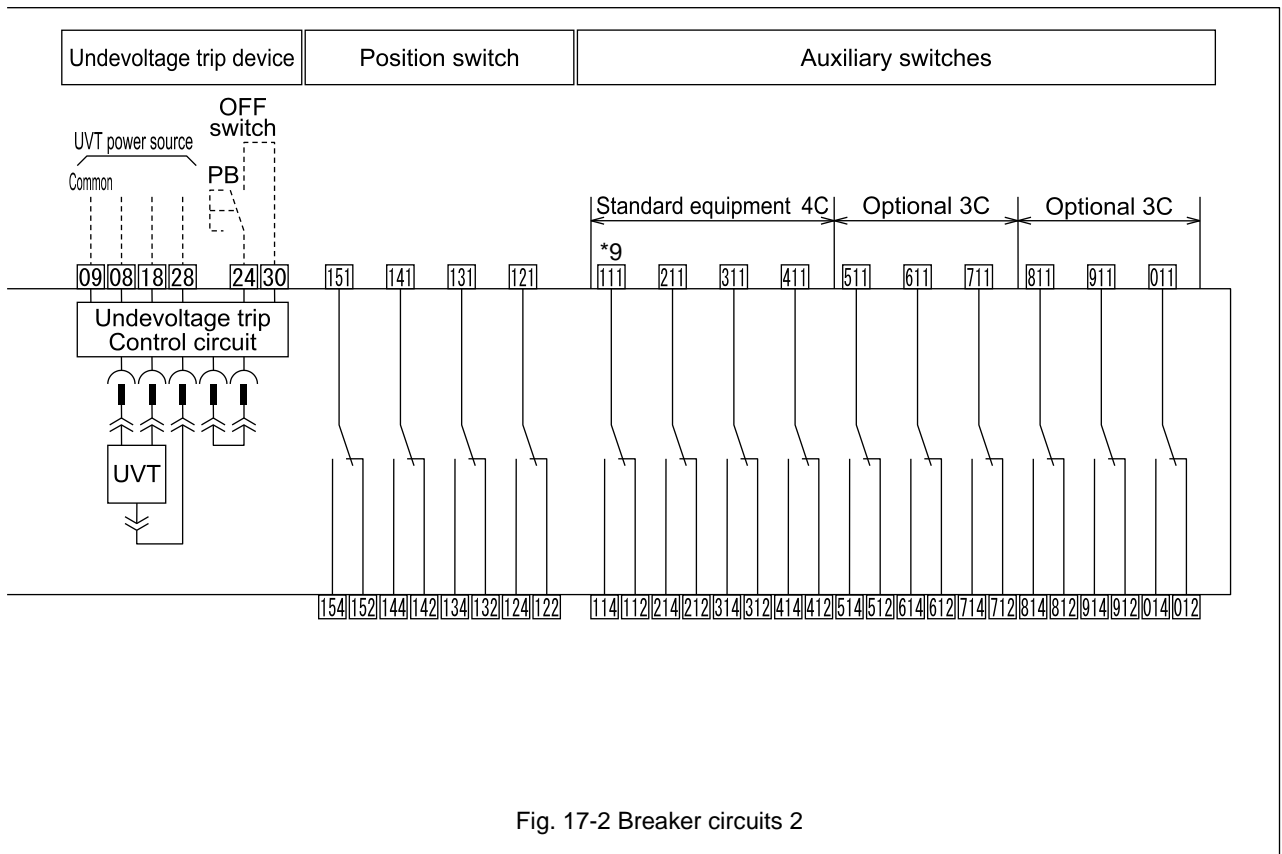 Undevoltage trip device
Position switch
Auxiliary switches
OFF
switch
UVT power source
PB
Common
Standard equipment 4C
Optional 3C
Optional 3C
*9
09 08 18 28 24 30 151 141 131 121 111 211 311 411 511 611 711 811 911 011
Undevoltage trip
Control circuit
UVT
154 152 144 142 134 132 124 122 114 112 214 212 314 312 414 412 514 512 614 612 714 712 814 812 914 912 014 012
Fig. 17-2 Breaker circuits 2